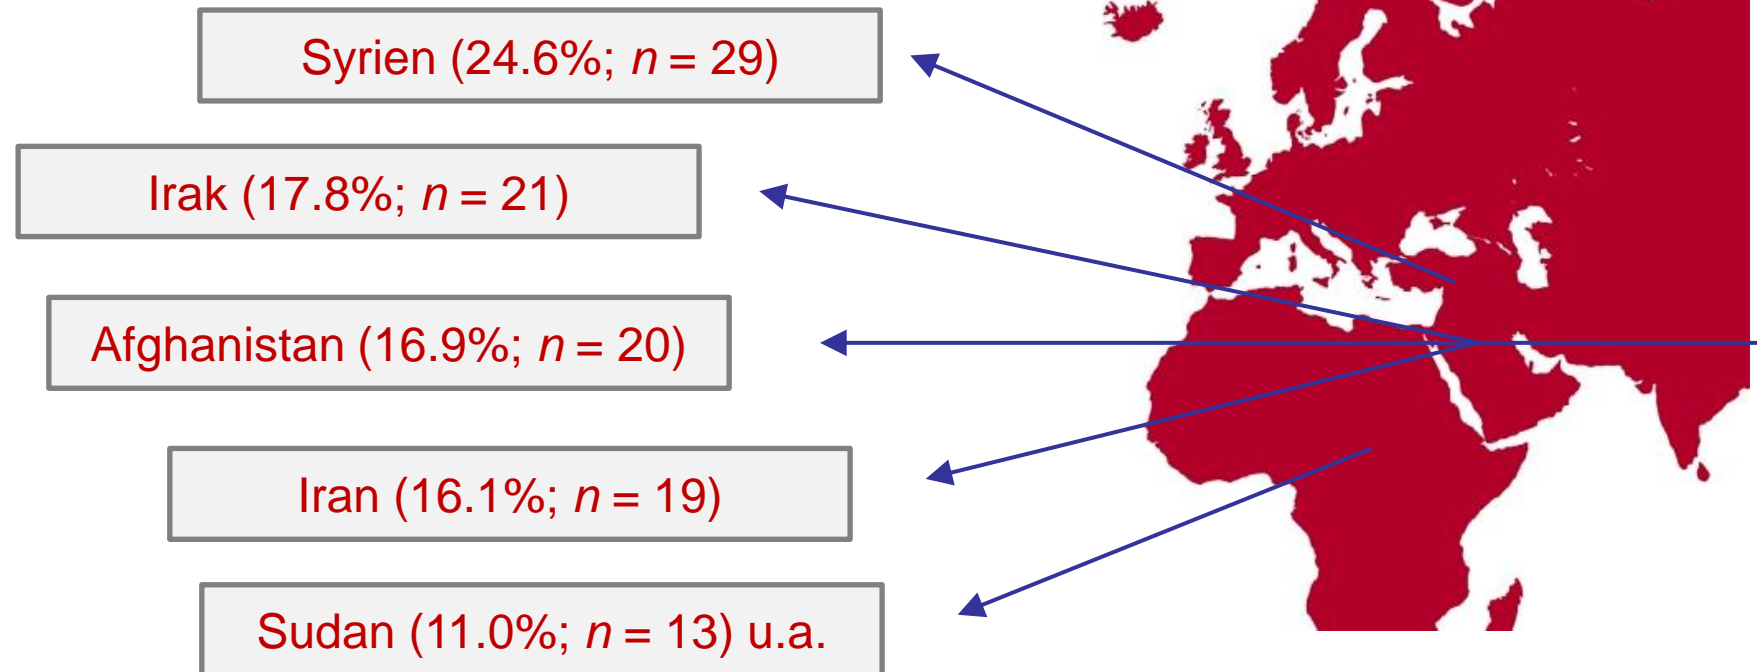 Syrien (24.6%; n = 29)
Irak (17.8%; n = 21)
Afghanistan (16.9%; n = 20)
Iran (16.1%; n = 19)
Sudan (11.0%; n = 13) u.a.